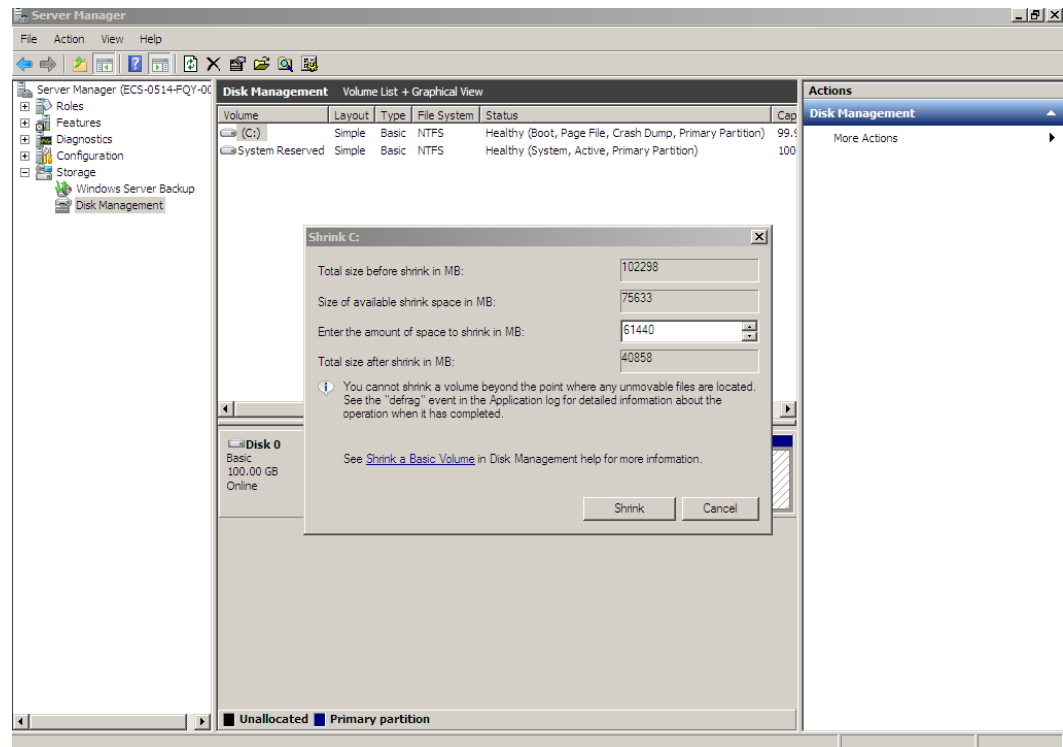 Server Manager
File Action View Help
Server Manager (ECS-0514-FQY-00
Roles
Features
Diagnostics
Configuration
Storage
Windows Server Backup
Disk Management
Disk Management Volume List + Graphical View
Volume Layout Type File System Status Cap
(C:) Simple Basic NTFS Healthy (Boot, Page File, Crash Dump, Primary Partition) 99.9
System Reserved Simple Basic NTFS Healthy (System, Active, Primary Partition) 100
Shrink C:
Total size before shrink in MB: 102298
Size of available shrink space in MB: 75633
Enter the amount of space to shrink in MB: 61440
Total size after shrink in MB: 40858
You cannot shrink a volume beyond the point where any unmovable files are located.
See the "defrag" event in the Application log for detailed information about the
operation when it has completed.
See Shrink a Basic Volume in Disk Management help for more information.
Shrink Cancel
Disk 0
Basic
100.00 GB
Online
Unallocated Primary partition
Actions
Disk Management
More Actions